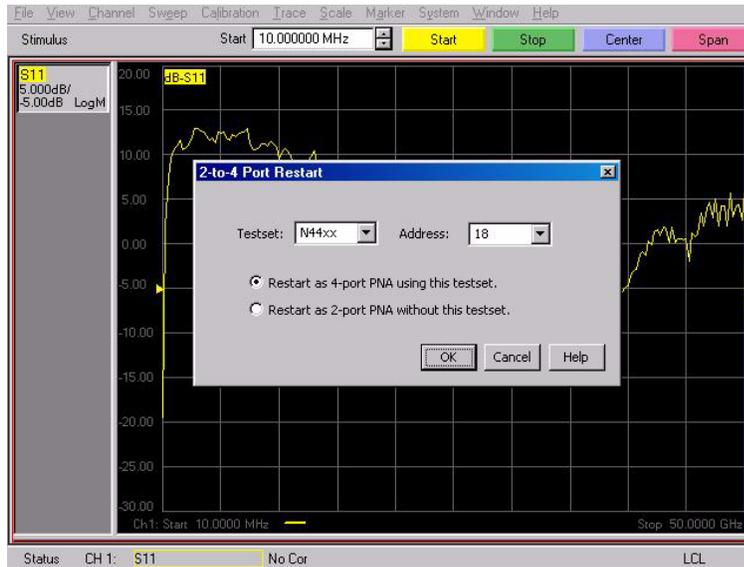 File View Channel Sweep Calibration Trace Scale Marker System Window Help
Stimulus Start 10.000000 MHz Start Stop Center Span
S11
5.000dB/
-5.00dB LogM
20.00 dB-S11
15.00
10.00
5.00
0.00
-5.00
-10.00
-15.00
-20.00
-25.00
-30.00
2-to-4 Port Restart
Testset: N44xx Address: 18
Restart as 4-port PNA using this testset.
Restart as 2-port PNA without this testset.
OK Cancel Help
Ch1: Start 10.0000 MHz Stop 50.0000 GHz
Status CH 1: S11 No Cor LCL